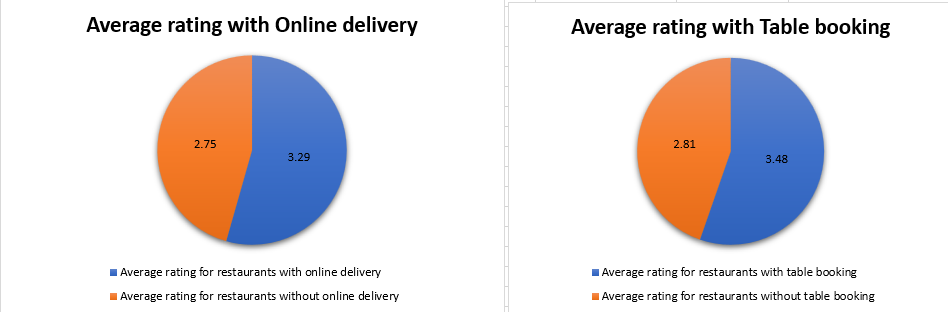 Average rating with Online delivery
2.75
3.29
Average rating for restaurants with online delivery
Average rating for restaurants without online delivery
Average rating with Table booking
2.81
3.48
Average rating for restaurants with table booking
Average rating for restaurants without table booking